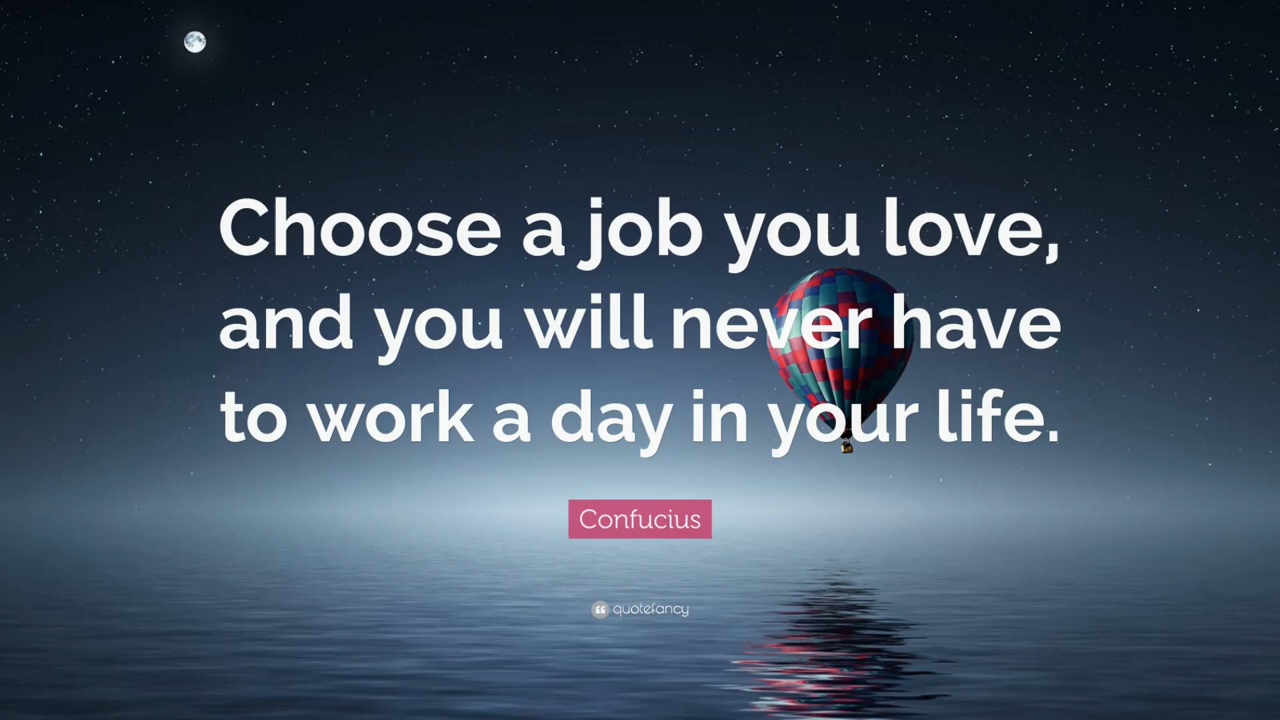 Choose a job you love,
and you will never have
to work a day in your life.
Confucius
quotefancy